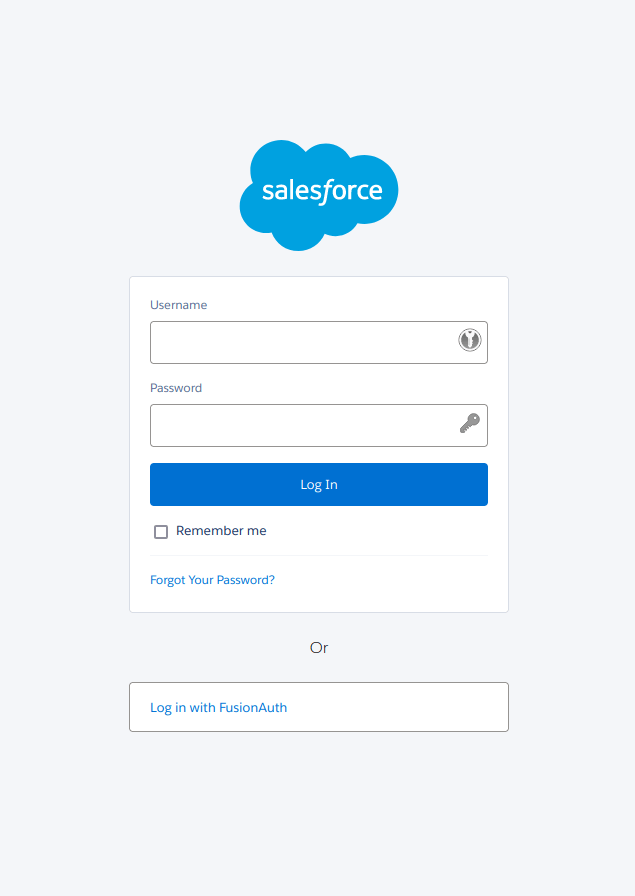 salesforce
Username
Password
Log In
Remember me
Forgot Your Password?
Or
Log in with FusionAuth